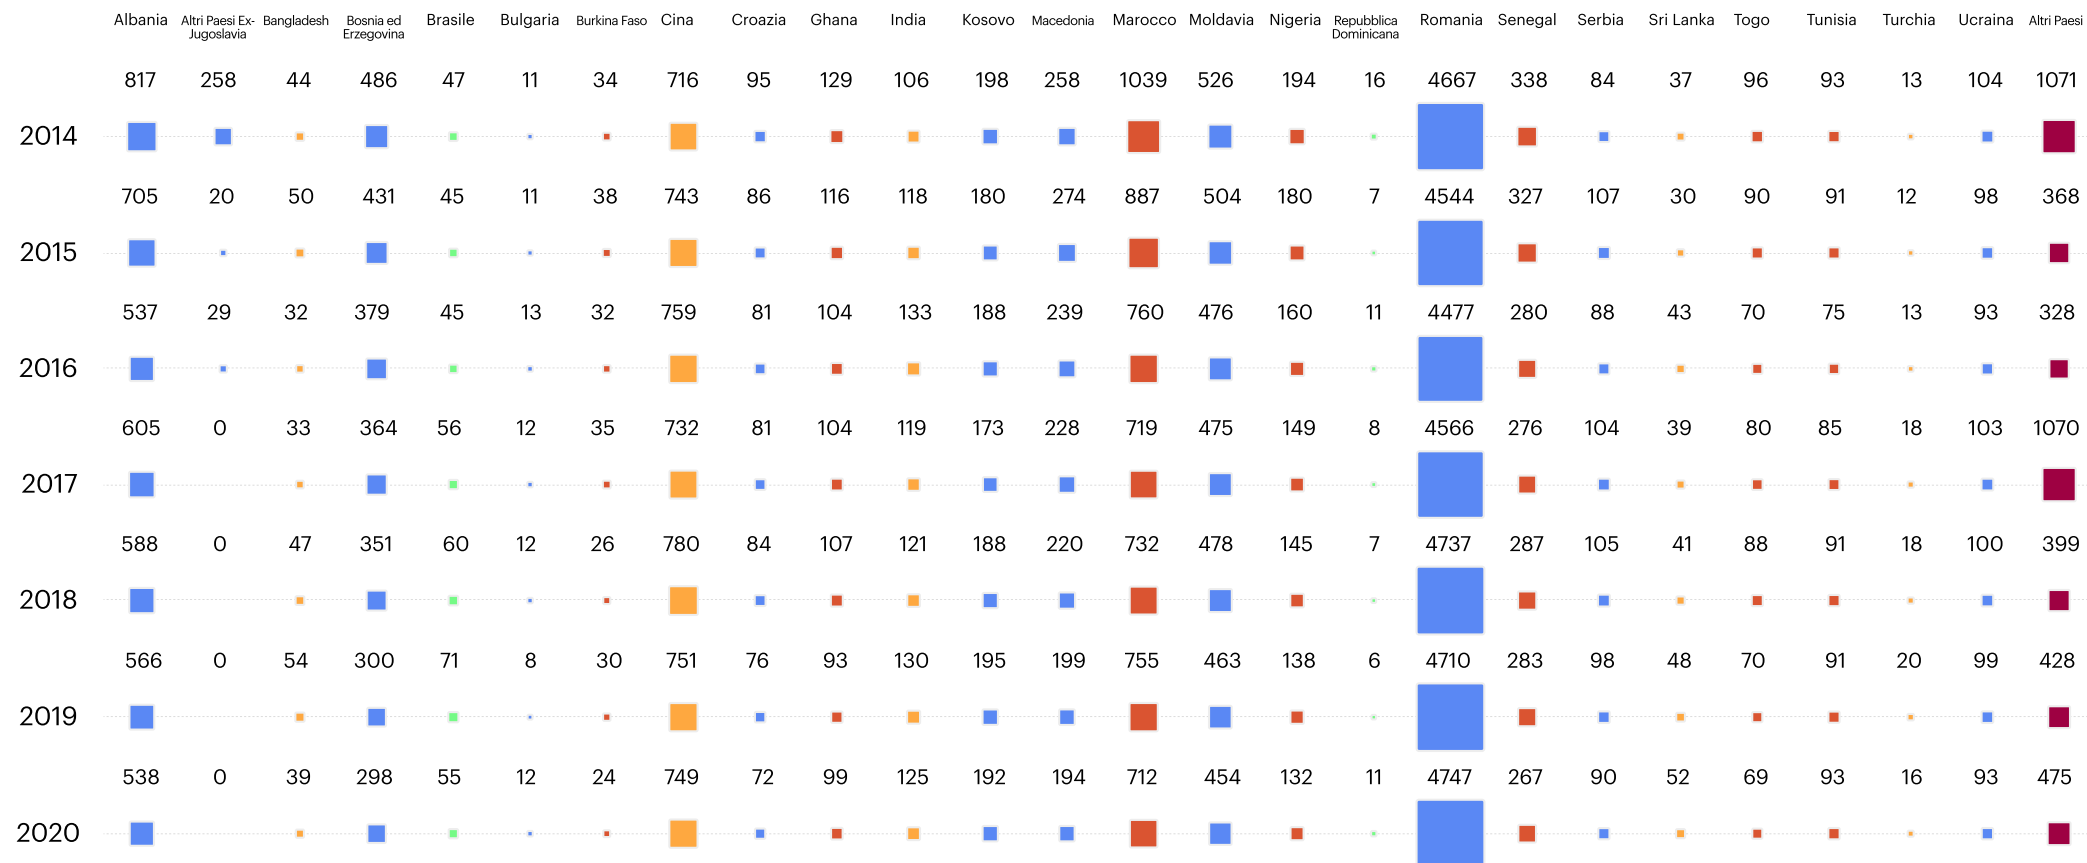 Albania Altri Paesi Ex- Bangladesh Bosnia ed Brasile Bulgaria Burkina Faso Cina Croazia Ghana India Kosovo Macedonia Marocco Moldavia Nigeria Repubblica Romania Senegal Serbia Sri Lanka Togo Tunisia Turchia Ucraina Altri Paesi
Jugoslavia Erzegovina Dominicana
817 258 44 486 47 11 34 716 95 129 106 198 258 1039 526 194 16 4667 338 84 37 96 93 13 104 1071
2014
705 20 50 431 45 11 38 743 86 116 118 180 274 887 504 180 7 4544 327 107 30 90 91 12 98 368
2015
537 29 32 379 45 13 32 759 81 104 133 188 239 760 476 160 11 4477 280 88 43 70 75 13 93 328
2016
605 0 33 364 56 12 35 732 81 104 119 173 228 719 475 149 8 4566 276 104 39 80 85 18 103 1070
2017
588 0 47 351 60 12 26 780 84 107 121 188 220 732 478 145 7 4737 287 105 41 88 91 18 100 399
2018
566 0 54 300 71 8 30 751 76 93 130 195 199 755 463 138 6 4710 283 98 48 70 91 20 99 428
2019
538 0 39 298 55 12 24 749 72 99 125 192 194 712 454 132 11 4747 267 90 52 69 93 16 93 475
2020